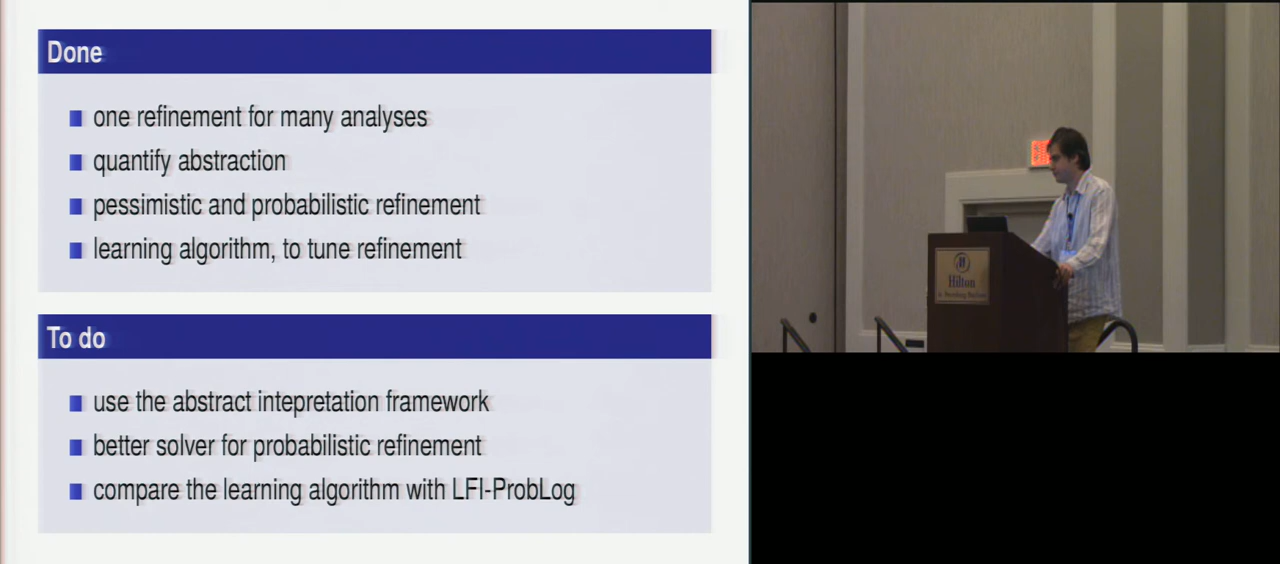 Done
one refinement for many analyses
quantify abstraction
pessimistic and probabilistic refinement
learning algorithm, to tune refinement
To do
use the abstract intepretation framework
better solver for probabilistic refinement
compare the learning algorithm with LFI-ProbLog
Hilton